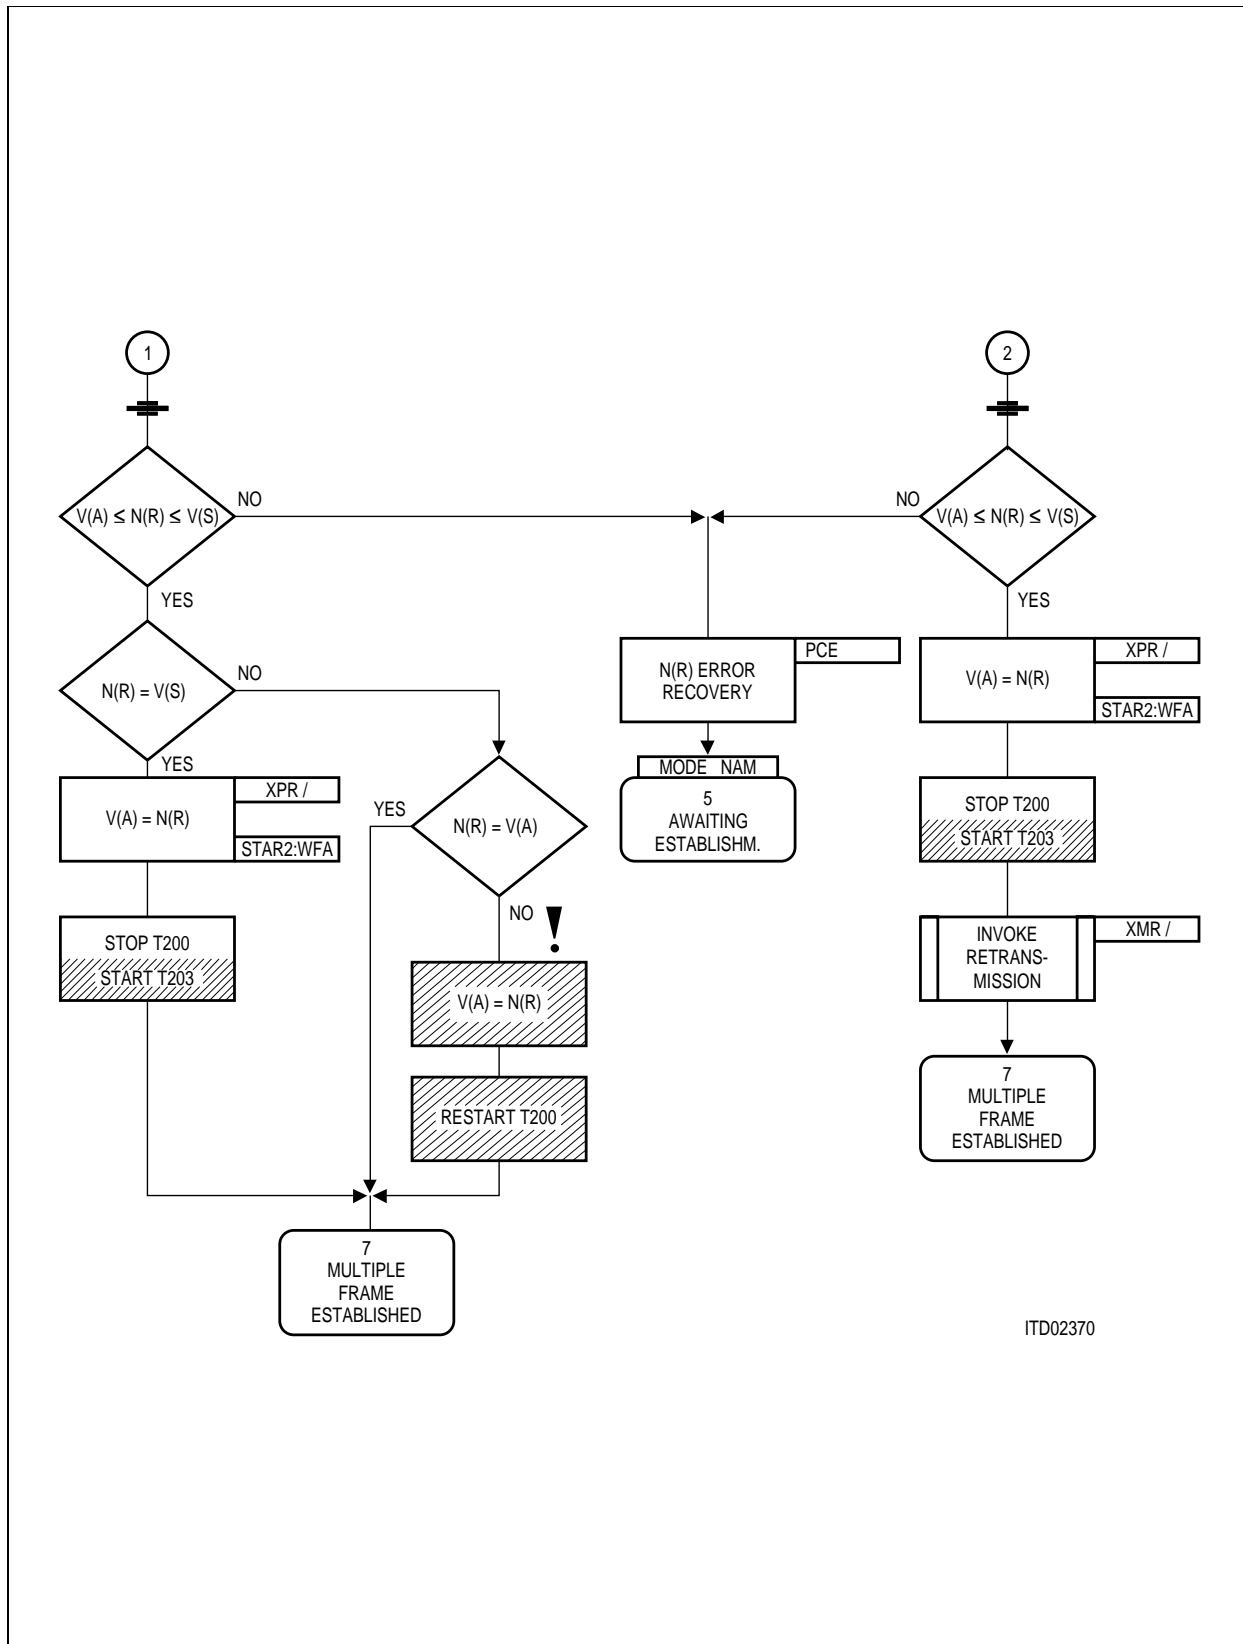 1
2
V(A) ≤ N(R) ≤ V(S)
NO
NO
V(A) ≤ N(R) ≤ V(S)
YES
YES
N(R) = V(S)
NO
N(R) ERROR
RECOVERY
PCE
V(A) = N(R)
XPR /
STAR2:WFA
YES
V(A) = N(R)
XPR /
STAR2:WFA
YES
N(R) = V(A)
MODE NAM
5
AWAITING
ESTABLISHM.
STOP T200
START T203
NO
!
STOP T200
START T203
INVOKE
RETRANS-
MISSION
XMR /
V(A) = N(R)
RESTART T200
7
MULTIPLE
FRAME
ESTABLISHED
7
MULTIPLE
FRAME
ESTABLISHED
ITD02370